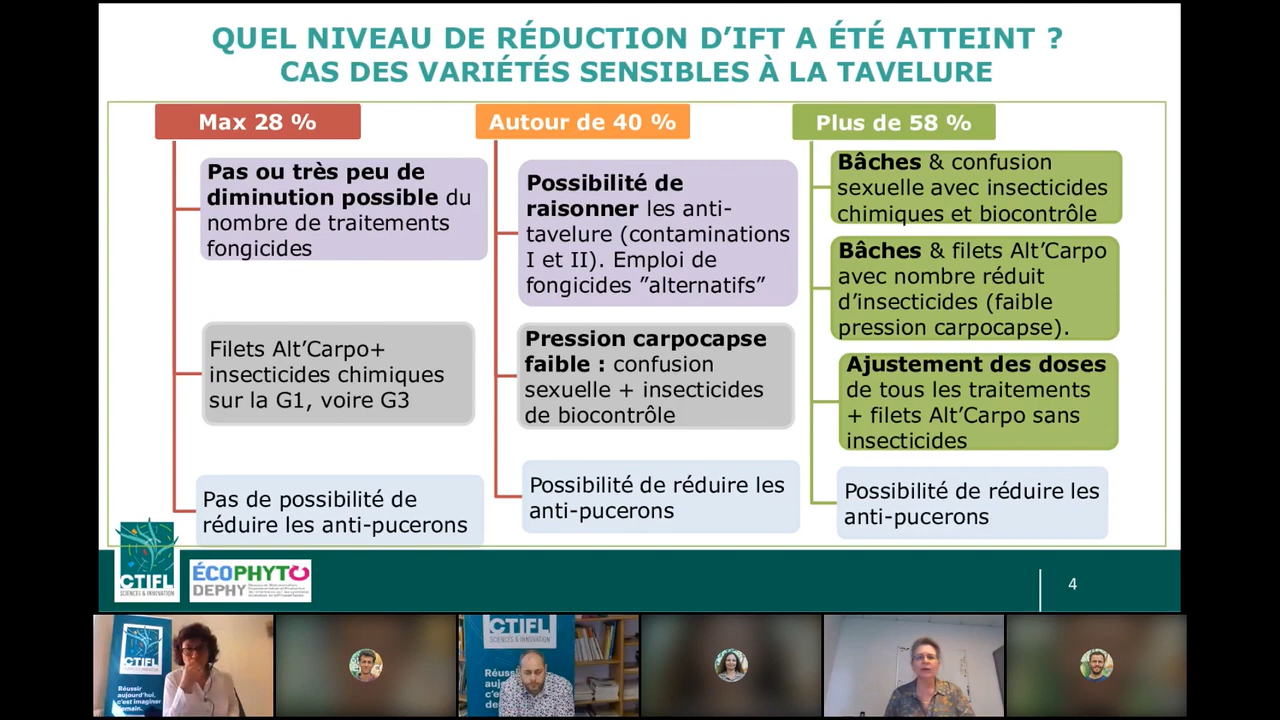 QUEL NIVEAU DE RÉDUCTION D’IFT A ÉTÉ ATTEINT ?
CAS DES VARIÉTÉS SENSIBLES À LA TAVELURE
Max 28 %
Pas ou très peu de
diminution possible du
nombre de traitements
fongicides
Filets Alt’Carpo+
insecticides chimiques
sur la G1, voire G3
Pas de possibilité de
réduire les anti-pucerons
Autour de 40 %
Possibilité de
raisonner les anti-
tavelure (contaminations
I et II). Emploi de
fongicides ”alternatifs”
Pression carpocapse
faible : confusion
sexuelle + insecticides
de biocontrôle
Possibilité de réduire les
anti-pucerons
Plus de 58 %
Bâches & confusion
sexuelle avec insecticides
chimiques et biocontrôle
Bâches & filets Alt’Carpo
avec nombre réduit
d’insecticides (faible
pression carpocapse).
Ajustement des doses
de tous les traitements
+ filets Alt’Carpo sans
insecticides
Possibilité de réduire les
anti-pucerons
CTIFL
SCIENCES & INNOVATION
ÉCOPHYTO
DEPHY
4
CTIFL
Réussir
aujourd’hui,
c’est imaginer
demain.
CTIFL
SCIENCES & INNOVATION